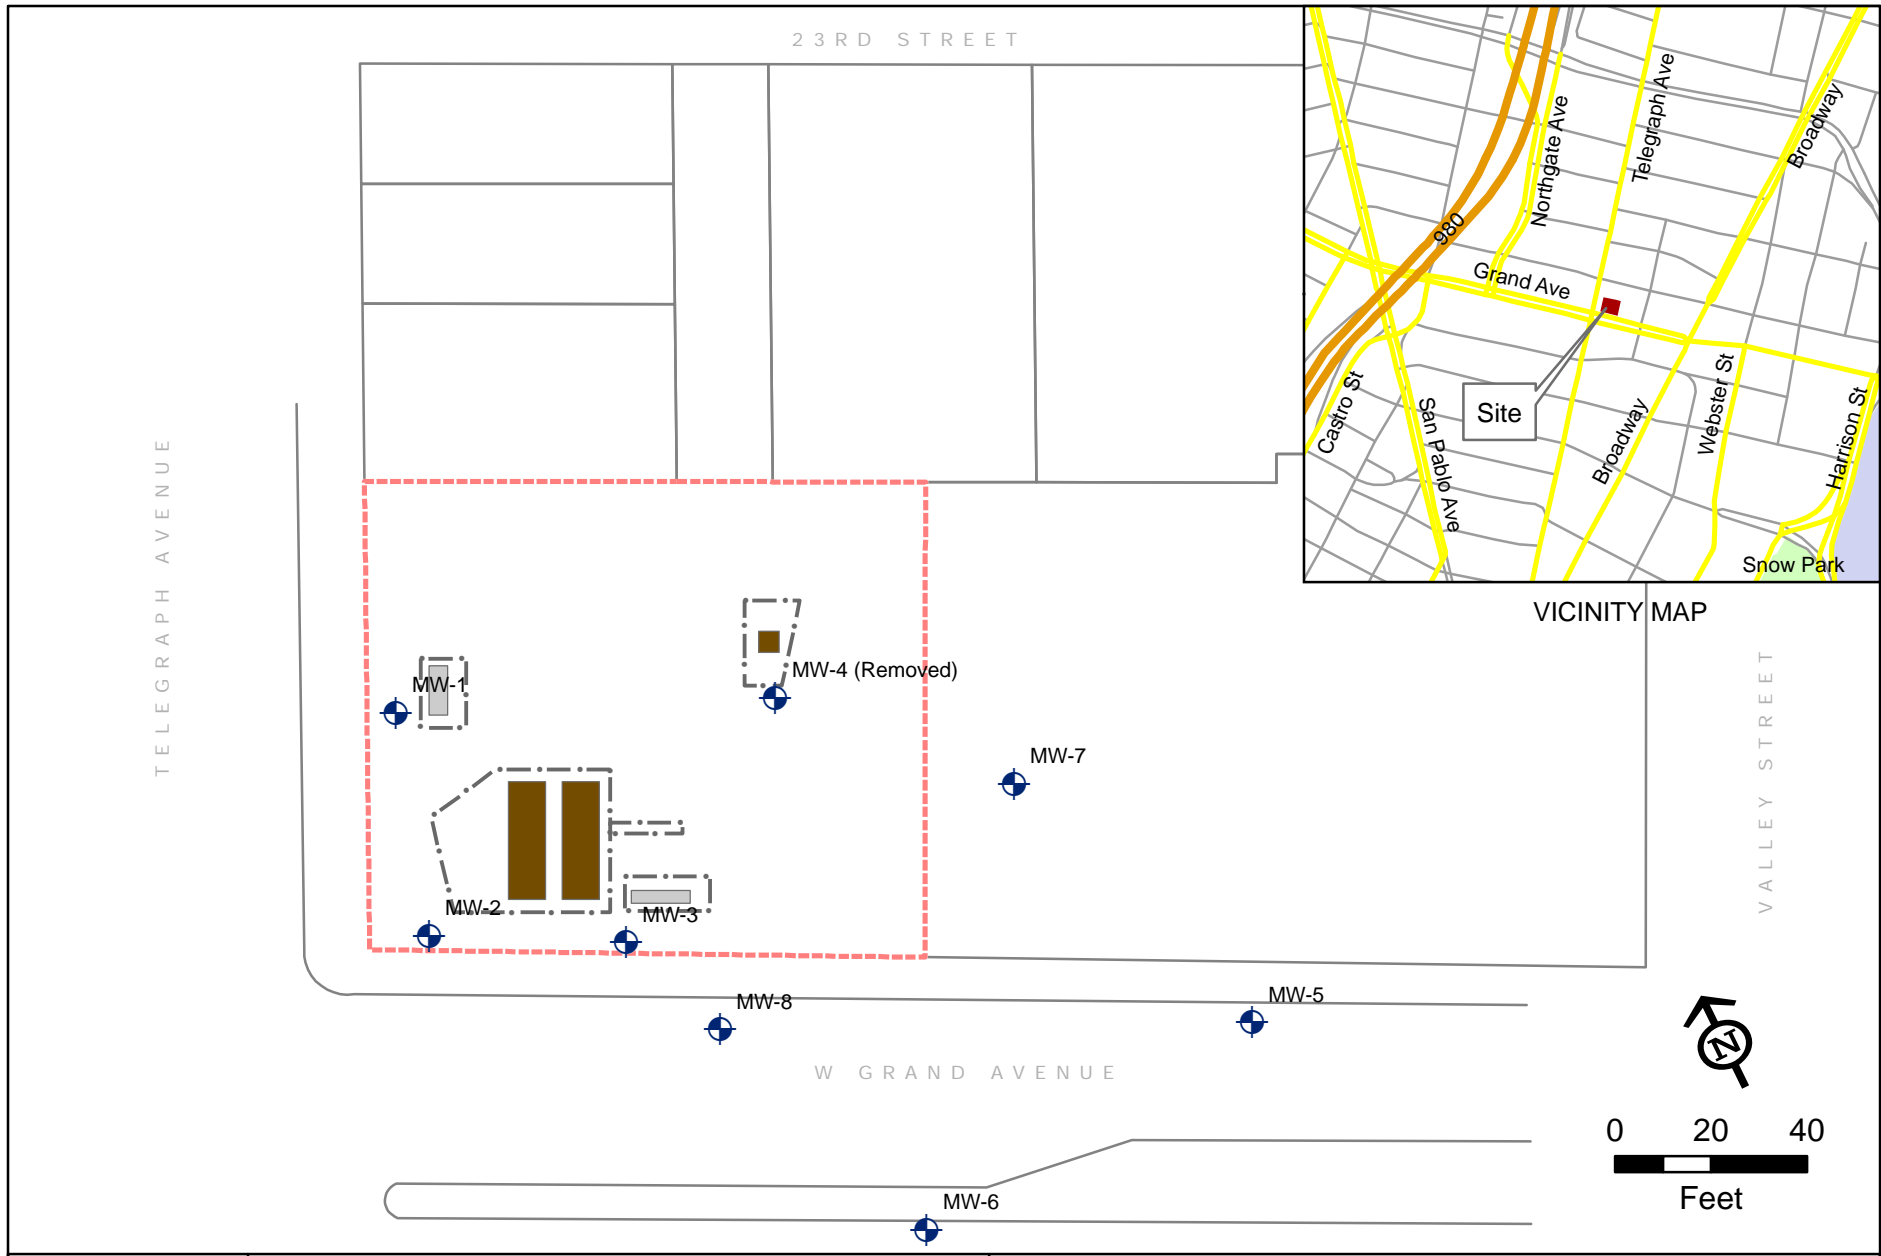 23RD STREET
Telegraph Ave
Broadway
Northgate Ave
980
Grand Ave
Site
Castro St
San Pablo Ave
Broadway
Webster St
Harrison St
Snow Park
VICINITY MAP
TELEGRAPH AVENUE
VALLEY STREET
MW-4 (Removed)
MW-1
MW-7
MW-2
MW-3
MW-8
MW-5
W GRAND AVENUE
N
0 20 40
Feet
MW-6